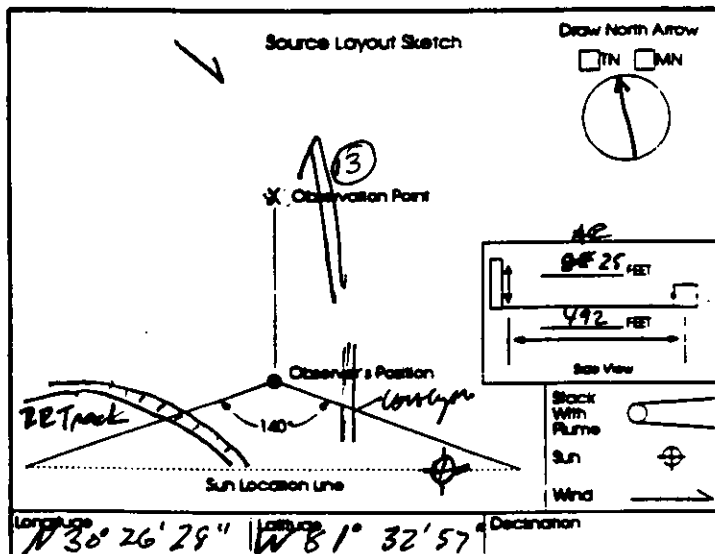 Source Layout Sketch
Draw North Arrow
TN MN
3
X Observation Point
25 FEET
492 FEET
Side View
Observer's Position
RR Track
140°
Sun Location Line
Stack
With
Plume
Sun
Wind
Longitude Latitude Declination
N 30° 26' 28" W 81° 32' 57"